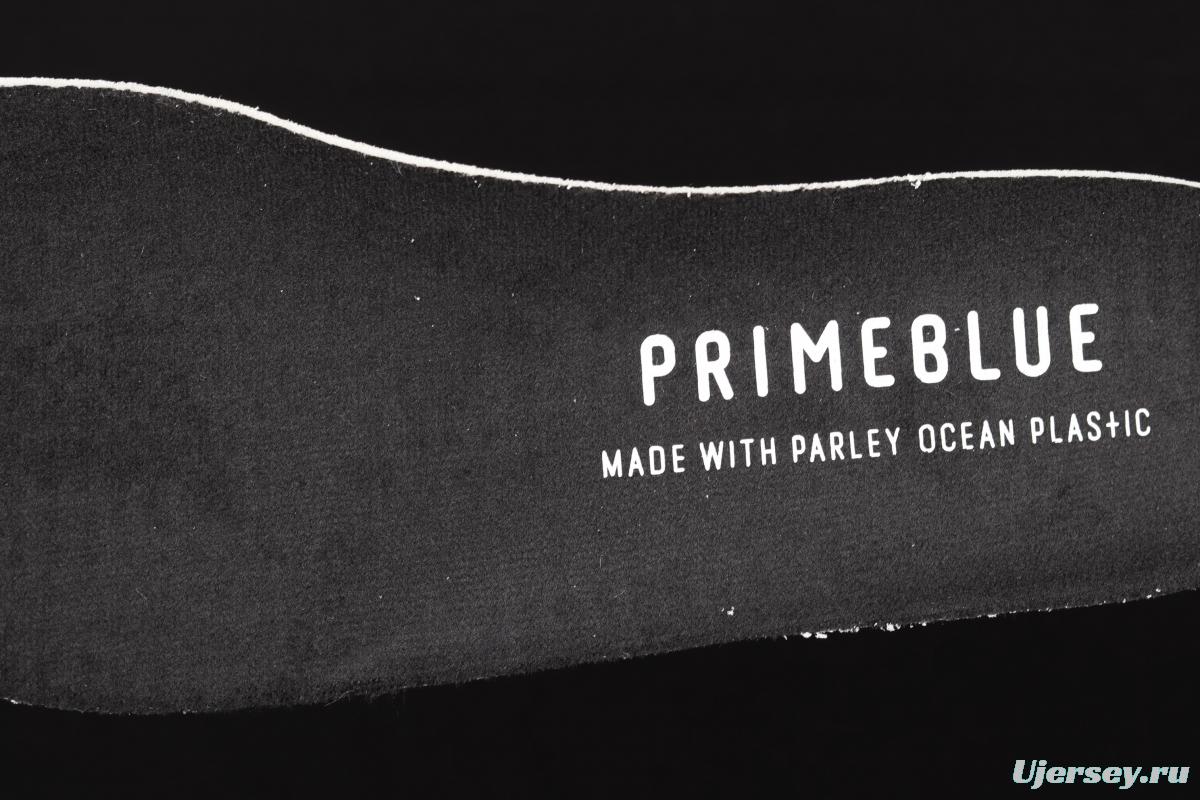 PRIMEBLUE
MADE WITH PARLEY OCEAN PLASTIC
Ujersey.ru